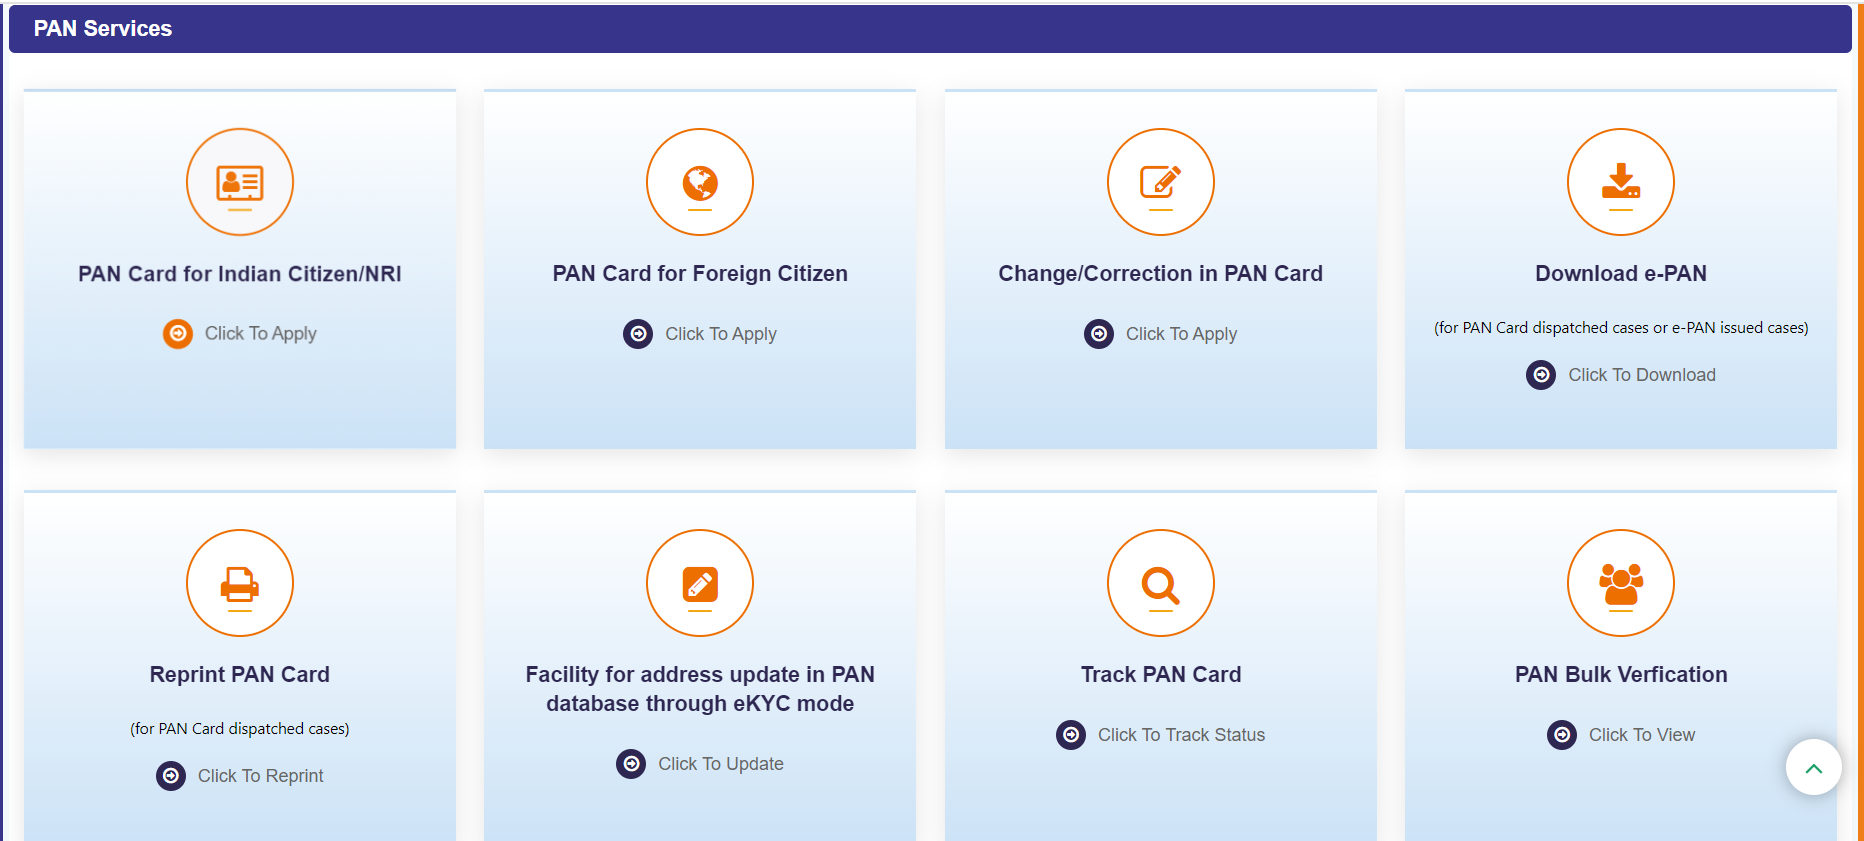 PAN Services
PAN Card for Indian Citizen/NRI
Click To Apply
PAN Card for Foreign Citizen
Click To Apply
Change/Correction in PAN Card
Click To Apply
Download e-PAN
(for PAN Card dispatched cases or e-PAN issued cases)
Click To Download
Reprint PAN Card
(for PAN Card dispatched cases)
Click To Reprint
Facility for address update in PAN
database through eKYC mode
Click To Update
Track PAN Card
Click To Track Status
PAN Bulk Verfication
Click To View